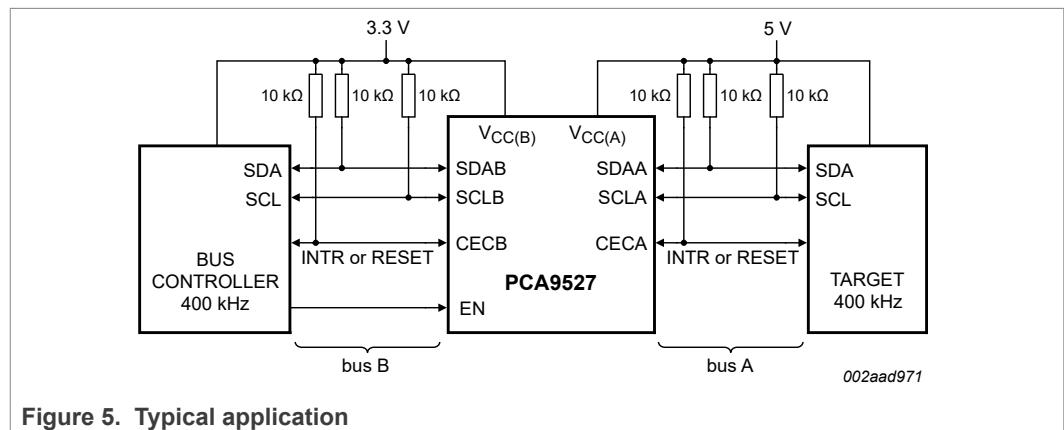 3.3 V
5 V
10 kΩ
10 kΩ
10 kΩ
10 kΩ
10 kΩ
10 kΩ
VCC(B)
VCC(A)
SDA
SDAB
SDAA
SDA
SCL
SCLB
SCLA
SCL
CECB
CECA
INTR or RESET
INTR or RESET
BUS
CONTROLLER
400 kHz
PCA9527
TARGET
400 kHz
EN
bus B
bus A
002aad971
Figure 5. Typical application